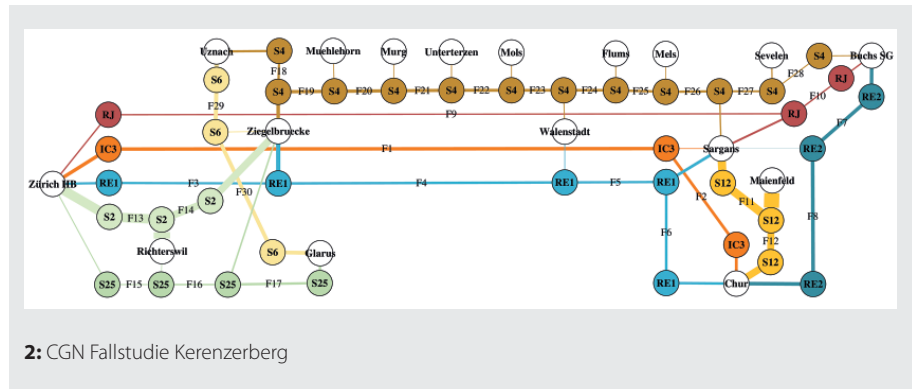 Uznach S4 Muehlehorn Murg Unterterzen Mols Flums Mels Sevelen S4 Buchs SG
F18 F28
S6 RJ
S4 F19 S4 F20 S4 F21 S4 F22 S4 F23 S4 F24 S4 F25 S4 F26 S4 F27 S4 F10 RE2
F29
RJ F9 RJ
S6 Ziegelbruecke Walenstadt F7
IC3 F1 IC3 Sargans RE2
Zürich HB RE1 F3 RE1 F4 RE1 F5 RE1 S12 Maienfeld
F30 F2
S2 F13 S2 F14 S2 F11 S12
F6 F8
Richterswil S6 Glarus IC3 F12
S12
S25 F15 S25 F16 S25 F17 S25 RE1 Chur RE2
2: CGN Fallstudie Kerenzerberg